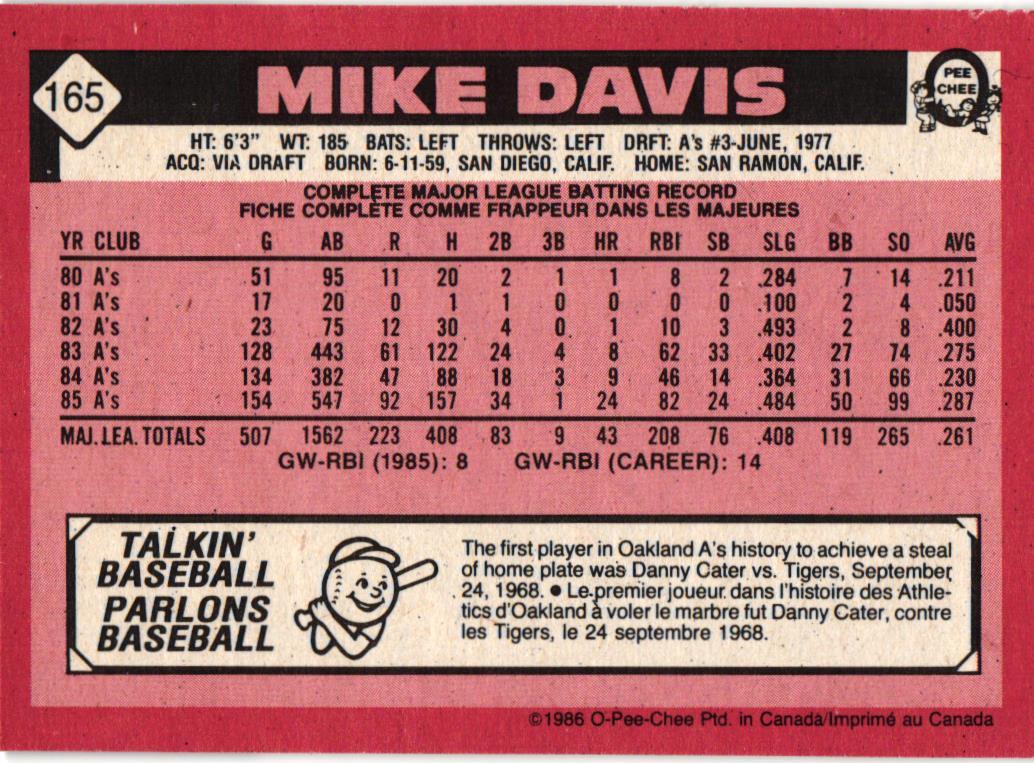 165
MIKE DAVIS
PEE
CHEE
HT: 6'3" WT: 185 BATS: LEFT THROWS: LEFT DRFT: A's #3-JUNE, 1977
ACQ: VIA DRAFT BORN: 6-11-59, SAN DIEGO, CALIF. HOME: SAN RAMON, CALIF.
COMPLETE MAJOR LEAGUE BATTING RECORD
FICHE COMPLÈTE COMME FRAPPEUR DANS LES MAJEURES
YR CLUB G AB R H 2B 3B HR RBI SB SLG BB SO AVG
80 A's 51 95 11 20 2 1 1 8 2 .284 7 14 .211
81 A's 17 20 0 1 1 0 0 0 0 .100 2 4 .050
82 A's 23 75 12 30 4 0 1 10 3 .493 2 8 .400
83 A's 128 443 61 122 24 4 8 62 33 .402 27 74 .275
84 A's 134 382 47 88 18 3 9 46 14 .364 31 66 .230
85 A's 154 547 92 157 34 1 24 82 24 .484 50 99 .287
MAJ. LEA. TOTALS 507 1562 223 408 83 9 43 208 76 .408 119 265 .261
GW-RBI (1985): 8 GW-RBI (CAREER): 14
TALKIN'
BASEBALL
PARLONS
BASEBALL
The first player in Oakland A's history to achieve a steal
of home plate was Danny Cater vs. Tigers, September
24, 1968. ● Le premier joueur dans l'histoire des Athle-
tics d'Oakland à voler le marbre fut Danny Cater, contre
les Tigers, le 24 septembre 1968.
©1986 O-Pee-Chee Ptd. in Canada/Imprimé au Canada